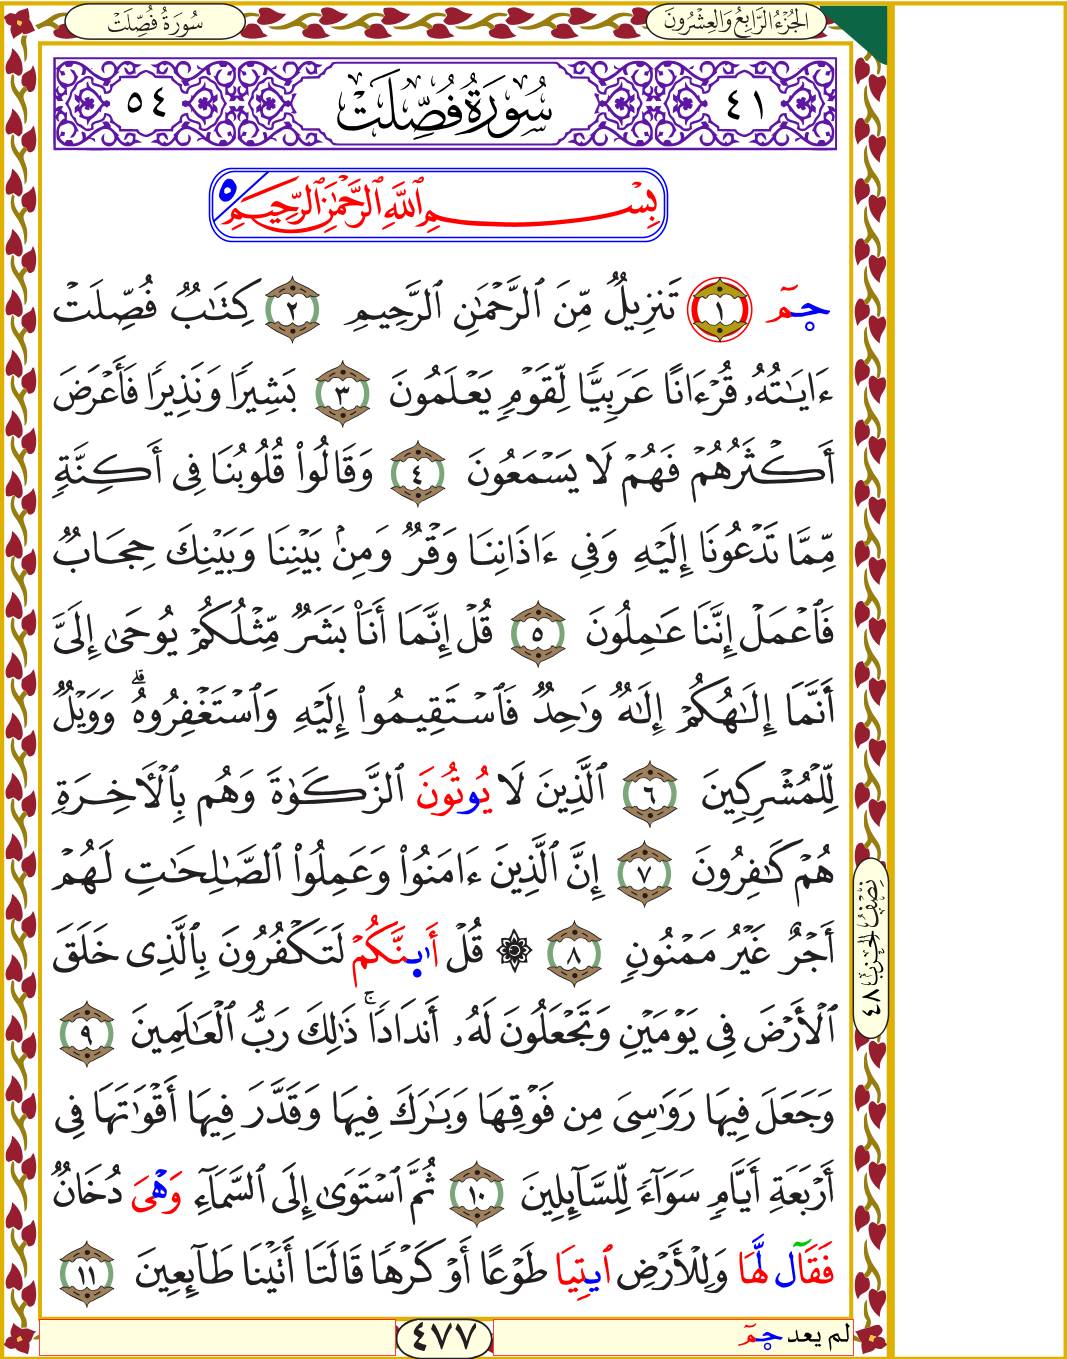 سُورَةُ فُصِّلَتْ الجُزْءُ الرَّابِعُ وَالعِشْرُونَ
٤١ سُورَةُ فُصِّلَتْ ٥٤
بِسْمِ ٱللَّهِ ٱلرَّحْمَٰنِ ٱلرَّحِيمِ ٥
حٜمٓ ١ تَنزِيلٌ مِّنَ ٱلرَّحْمَٰنِ ٱلرَّحِيمِ ٢ كِتَٰبٌ فُصِّلَتْ
ءَايَٰتُهُۥ قُرْءَانًا عَرَبِيًّا لِّقَوْمٍ يَعْلَمُونَ ٣ بَشِيرًا وَنَذِيرًا فَأَعْرَضَ
أَكْثَرُهُمْ فَهُمْ لَا يَسْمَعُونَ ٤ وَقَالُوا۟ قُلُوبُنَا فِىٓ أَكِنَّةٍ
مِّمَّا تَدْعُونَآ إِلَيْهِ وَفِىٓ ءَاذَانِنَا وَقْرٌ وَمِنۢ بَيْنِنَا وَبَيْنِكَ حِجَابٌ
فَٱعْمَلْ إِنَّنَا عَٰمِلُونَ ٥ قُلْ إِنَّمَآ أَنَا۠ بَشَرٌ مِّثْلُكُمْ يُوحَىٰٓ إِلَىَّ
أَنَّمَآ إِلَٰهُكُمْ إِلَٰهٌ وَٰحِدٌ فَٱسْتَقِيمُوٓا۟ إِلَيْهِ وَٱسْتَغْفِرُوهُ ۗ وَوَيْلٌ
لِّلْمُشْرِكِينَ ٦ ٱلَّذِينَ لَا يُوتُونَ ٱلزَّكَوٰةَ وَهُم بِٱلْءَاخِرَةِ
هُمْ كَٰفِرُونَ ٧ إِنَّ ٱلَّذِينَ ءَامَنُوا۟ وَعَمِلُوا۟ ٱلصَّٰلِحَٰتِ لَهُمْ
أَجْرٌ غَيْرُ مَمْنُونٍ ٨ ۞ قُلْ أَٰى۪نَّكُمْ لَتَكْفُرُونَ بِٱلَّذِى خَلَقَ
ٱلْأَرْضَ فِى يَوْمَيْنِ وَتَجْعَلُونَ لَهُۥٓ أَندَادًا ۚ ذَٰلِكَ رَبُّ ٱلْعَٰلَمِينَ ٩
وَجَعَلَ فِيهَا رَوَٰسِىَ مِن فَوْقِهَا وَبَٰرَكَ فِيهَا وَقَدَّرَ فِيهَآ أَقْوَٰتَهَا فِىٓ
أَرْبَعَةِ أَيَّامٍ سَوَآءً لِّلسَّآئِلِينَ ١٠ ثُمَّ ٱسْتَوَىٰٓ إِلَى ٱلسَّمَآءِ وَهْىَ دُخَانٌ
فَقَآل لَّهَا وَلِلْأَرْضِ ٱيتِيَا طَوْعًا أَوْ كَرْهًا قَالَتَآ أَتَيْنَا طَآئِعِينَ ١١
نِصْفُ الحِزْبِ ٤٨
٤٧٧
لم يعد حٜمٓ